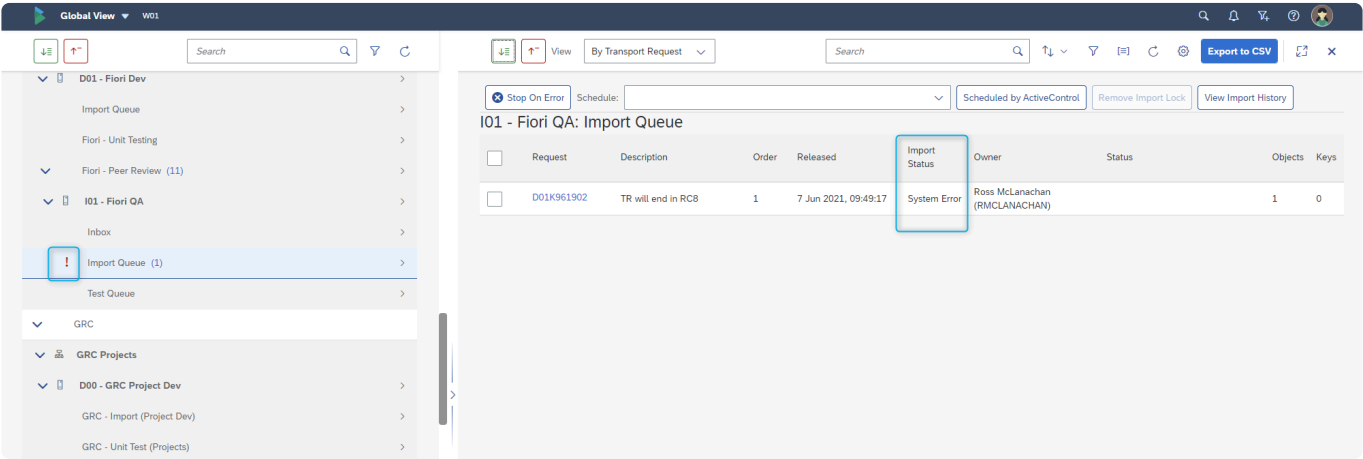 Global View W01
Search
View By Transport Request Search Export to CSV
D01 - Fiori Dev
Import Queue
Fiori - Unit Testing
Fiori - Peer Review (11)
I01 - Fiori QA
Inbox
! Import Queue (1)
Test Queue
GRC
GRC Projects
D00 - GRC Project Dev
GRC - Import (Project Dev)
GRC - Unit Test (Projects)
Stop On Error Schedule: Scheduled by ActiveControl Remove Import Lock View Import History
I01 - Fiori QA: Import Queue
Request Description Order Released Import Status Owner Status Objects Keys
D01K961902 TR will end in RC8 1 7 Jun 2021, 09:49:17 System Error Ross McLanachan (RMCLANACHAN) 1 0